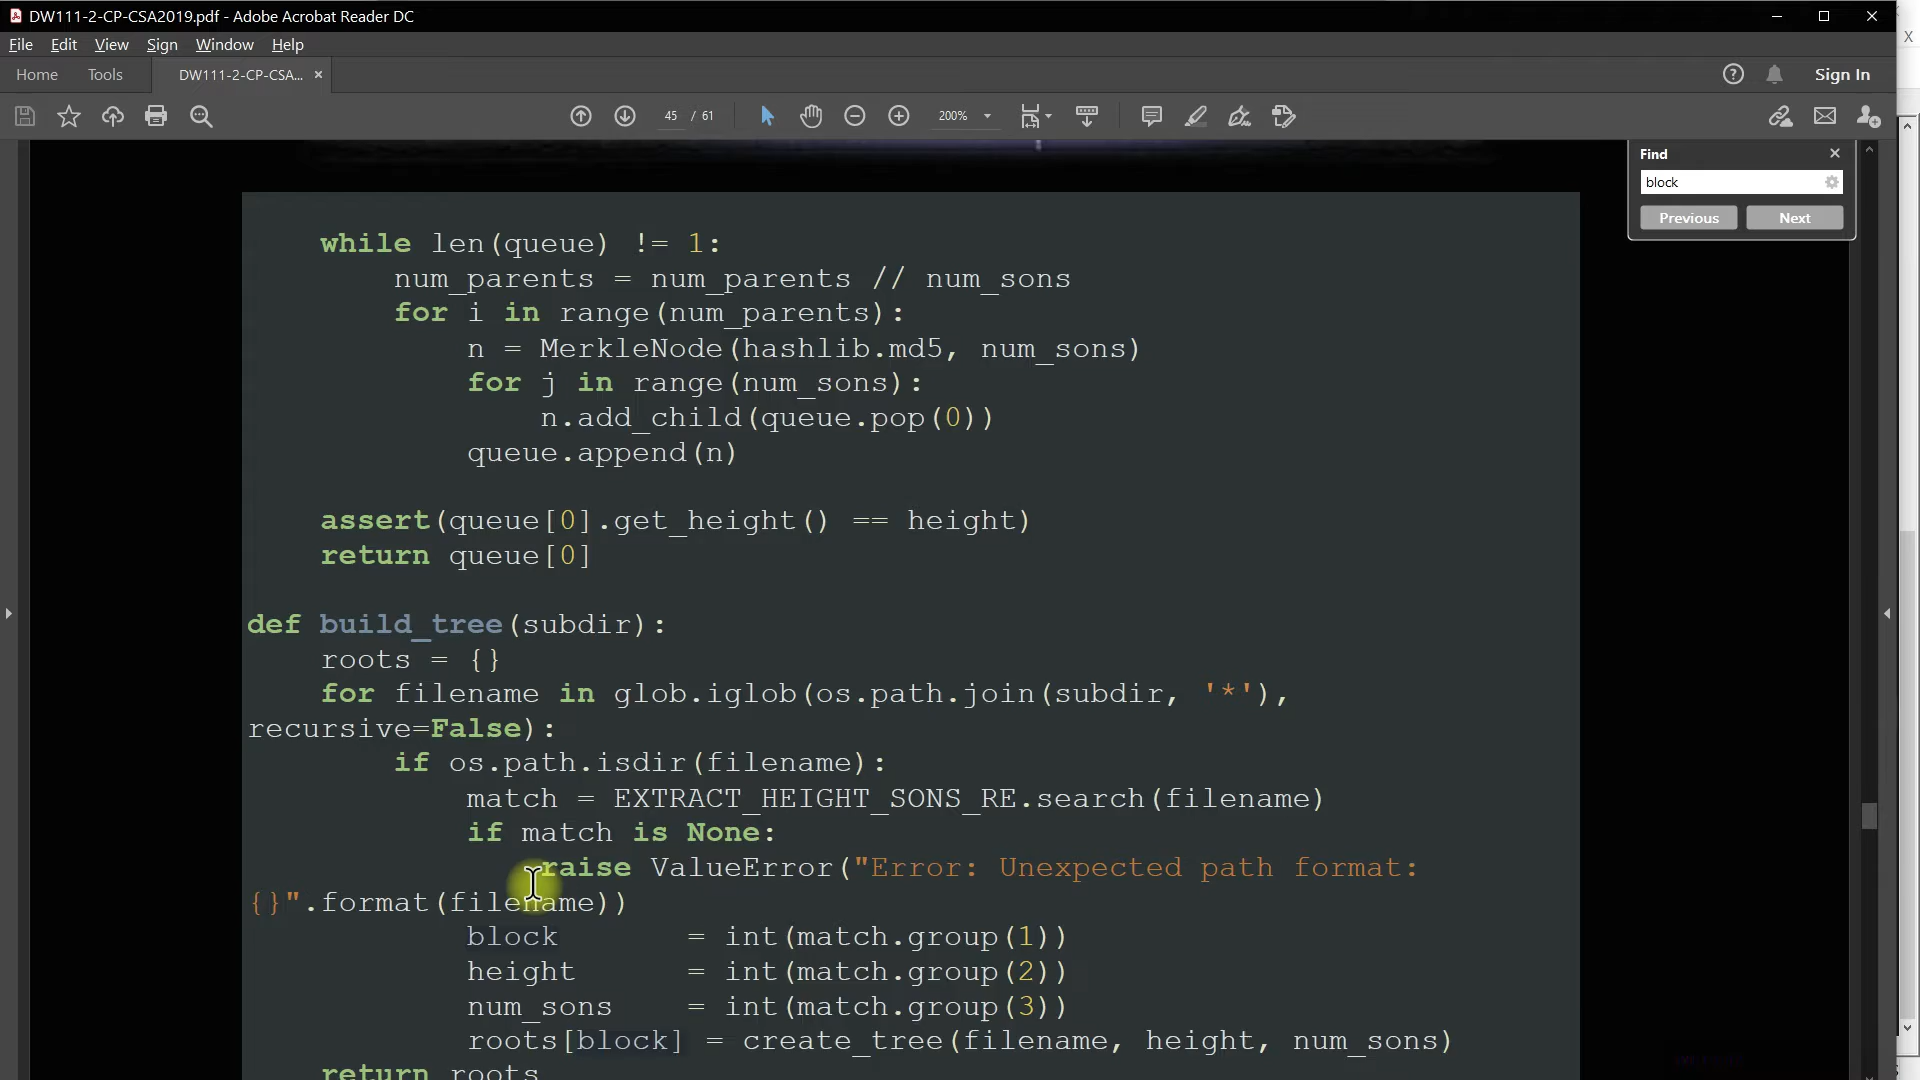 DW111-2-CP-CSA2019.pdf - Adobe Acrobat Reader DC
File Edit View Sign Window Help
Home Tools DW111-2-CP-CSA... × Sign In
45 / 61 200%
Find
block
Previous Next
while len(queue) != 1:
num_parents = num_parents // num_sons
for i in range(num_parents):
n = MerkleNode(hashlib.md5, num_sons)
for j in range(num_sons):
n.add_child(queue.pop(0))
queue.append(n)
assert(queue[0].get_height() == height)
return queue[0]
def build_tree(subdir):
roots = {}
for filename in glob.iglob(os.path.join(subdir, '*'),
recursive=False):
if os.path.isdir(filename):
match = EXTRACT_HEIGHT_SONS_RE.search(filename)
if match is None:
raise ValueError("Error: Unexpected path format:
{}".format(filename))
block = int(match.group(1))
height = int(match.group(2))
num_sons = int(match.group(3))
roots[block] = create_tree(filename, height, num_sons)
return roots